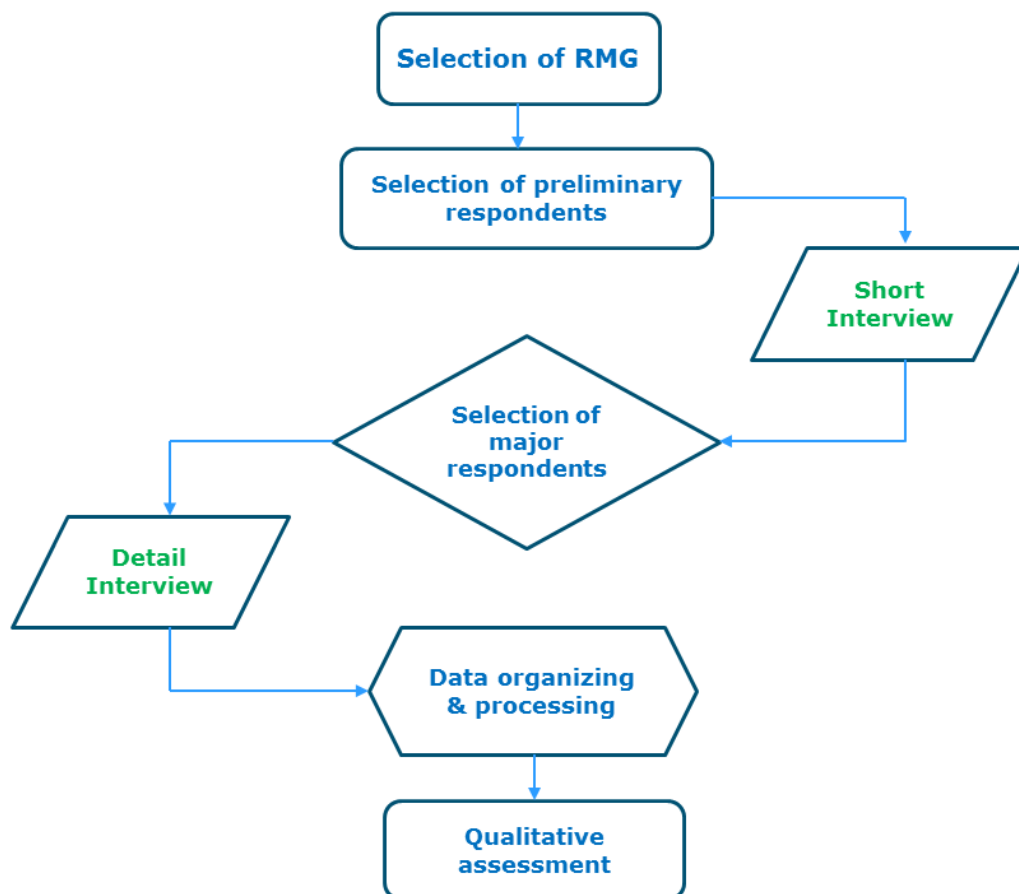 Selection of RMG
Selection of preliminary
respondents
Short
Interview
Selection of
major
respondents
Detail
Interview
Data organizing
& processing
Qualitative
assessment